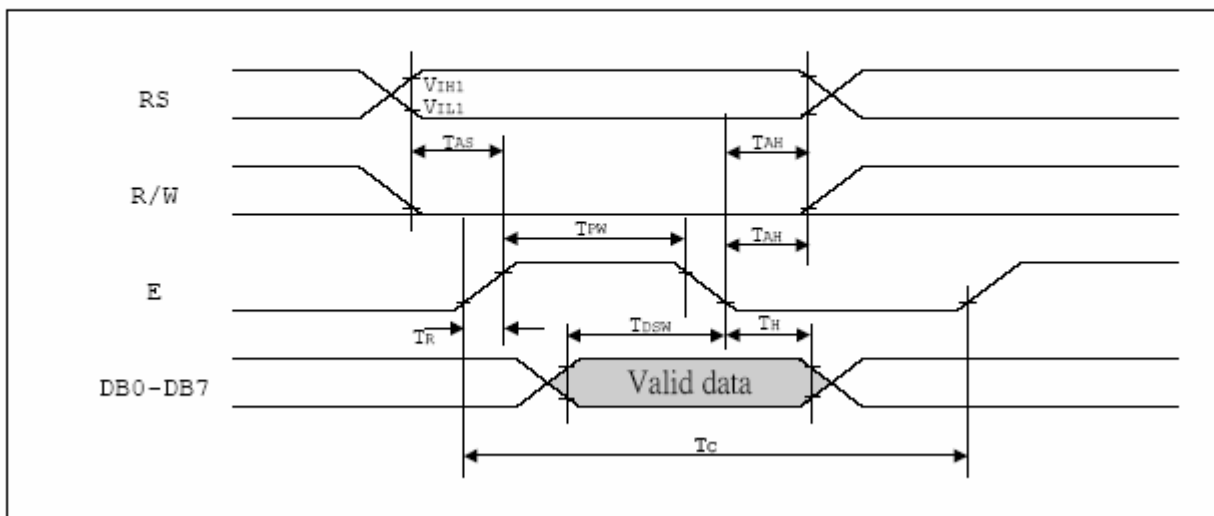 RS
VIH1
VIL1
TAS
TAH
R/W
TPW
TAH
E
TR
TDSW
TH
DB0-DB7
Valid data
TC